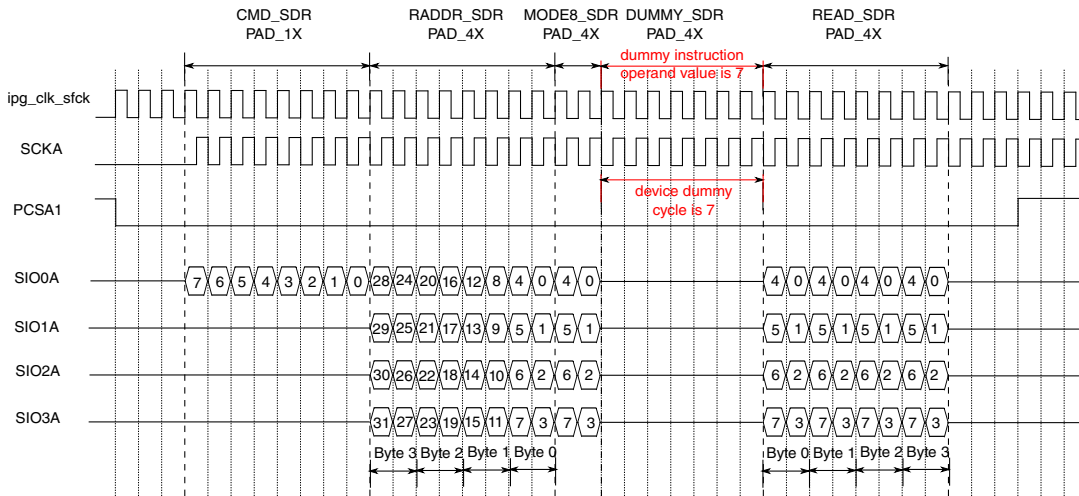 CMD_SDR RADDR_SDR MODE8_SDR DUMMY_SDR READ_SDR
PAD_1X PAD_4X PAD_4X PAD_4X PAD_4X
dummy instruction
operand value is 7
ipg_clk_sfck
SCKA
device dummy
cycle is 7
PCSA1
SIO0A 7 6 5 4 3 2 1 0 28 24 20 16 12 8 4 0 4 0 4 0 4 0 4 0 4 0
SIO1A 29 25 21 17 13 9 5 1 5 1 5 1 5 1 5 1 5 1
SIO2A 30 26 22 18 14 10 6 2 6 2 6 2 6 2 6 2 6 2
SIO3A 31 27 23 19 15 11 7 3 7 3 7 3 7 3 7 3 7 3
Byte 3 Byte 2 Byte 1 Byte 0 Byte 0 Byte 1 Byte 2 Byte 3